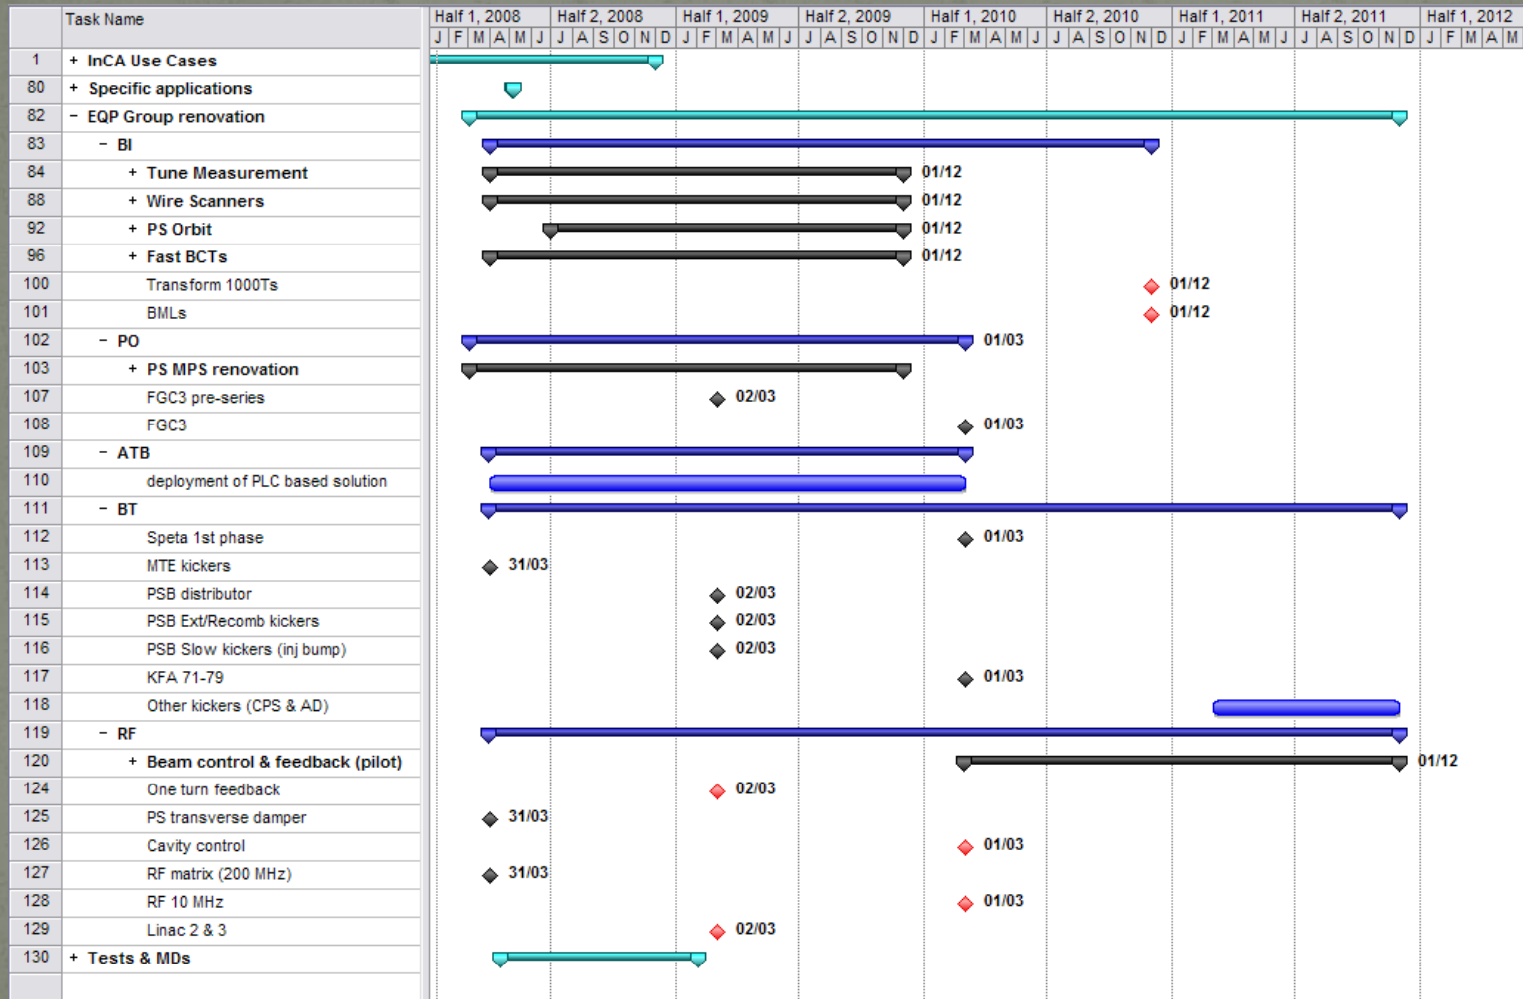 Task Name
Half 1, 2008 Half 2, 2008 Half 1, 2009 Half 2, 2009 Half 1, 2010 Half 2, 2010 Half 1, 2011 Half 2, 2011 Half 1, 2012
J F M A M J J A S O N D J F M A M J J A S O N D J F M A M J J A S O N D J F M A M J J A S O N D J F M A M
1 + InCA Use Cases
80 + Specific applications
82 - EQP Group renovation
83 - BI
84 + Tune Measurement 01/12
88 + Wire Scanners 01/12
92 + PS Orbit 01/12
96 + Fast BCTs 01/12
100 Transform 1000Ts 01/12
101 BMLs 01/12
102 - PO 01/03
103 + PS MPS renovation
107 FGC3 pre-series 02/03
108 FGC3 01/03
109 - ATB
110 deployment of PLC based solution
111 - BT
112 Speta 1st phase 01/03
113 MTE kickers 31/03
114 PSB distributor 02/03
115 PSB Ext/Recomb kickers 02/03
116 PSB Slow kickers (inj bump) 02/03
117 KFA 71-79 01/03
118 Other kickers (CPS & AD)
119 - RF
120 + Beam control & feedback (pilot) 01/12
124 One turn feedback 02/03
125 PS transverse damper 31/03
126 Cavity control 01/03
127 RF matrix (200 MHz) 31/03
128 RF 10 MHz 01/03
129 Linac 2 & 3 02/03
130 + Tests & MDs